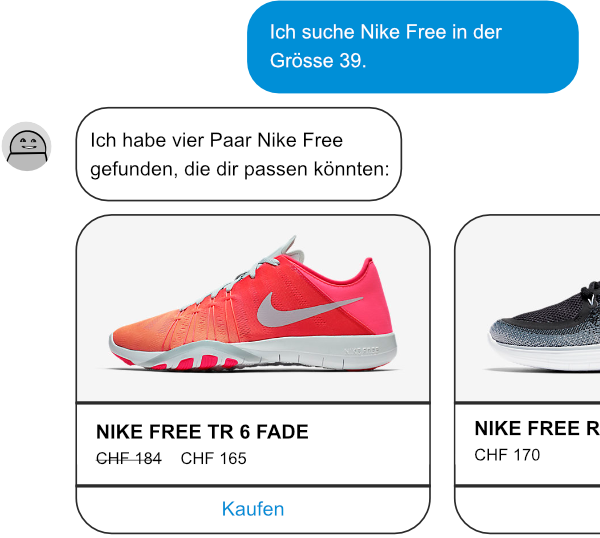 Ich suche Nike Free in der
Grösse 39.
Ich habe vier Paar Nike Free
gefunden, die dir passen könnten:
NIKE FREE TR 6 FADE
CHF 184 CHF 165
Kaufen
NIKE FREE R
CHF 170